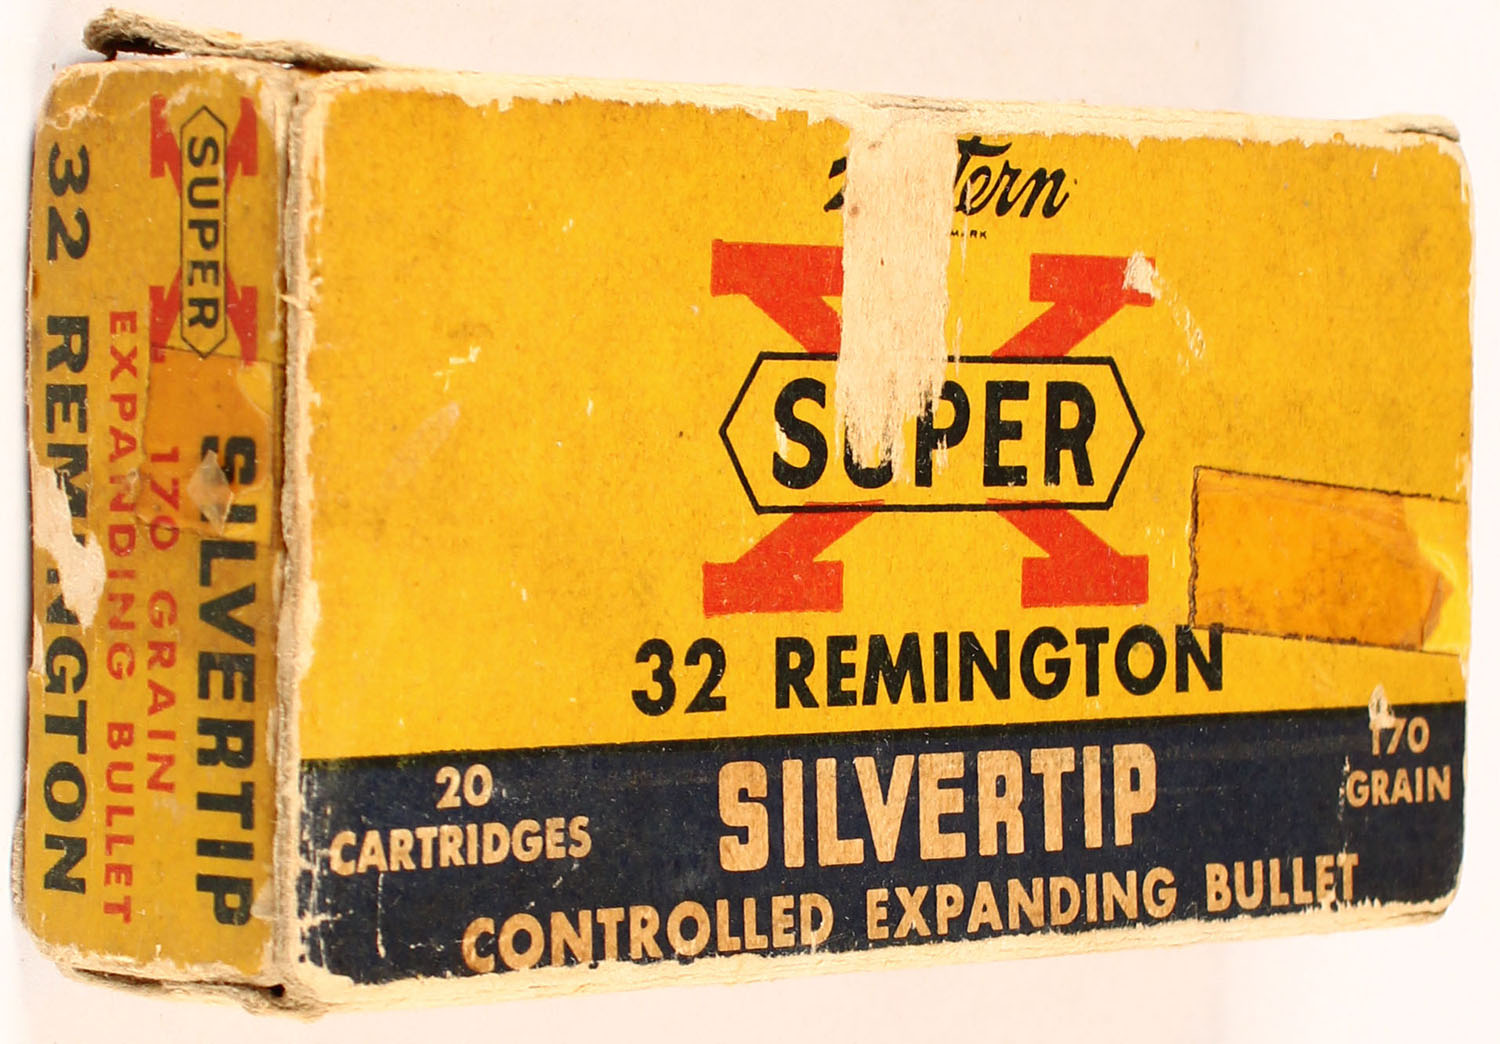 SUPER
32 REMINGTON
SILVERTIP
20
CARTRIDGES
170
GRAIN
CONTROLLED EXPANDING BULLET
SUPER
SILVERTIP
170 GRAIN
EXPANDING BULLET
32 REMINGTON